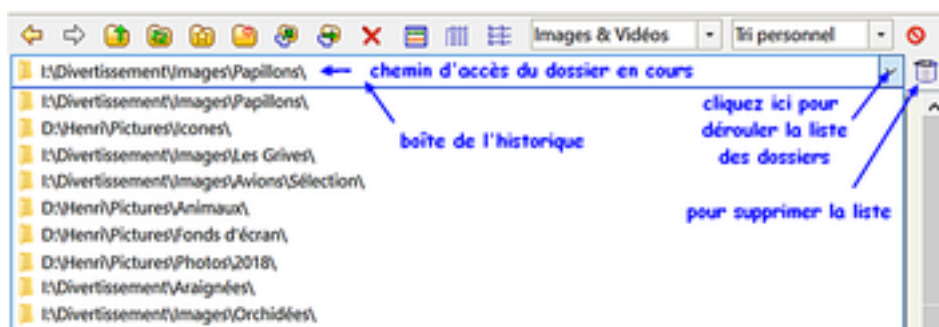 Images & Vidéos Tri personnel
I:\Divertissement\Images\Papillons\ chemin d'accès du dossier en cours
I:\Divertissement\Images\Papillons\
cliquez ici pour
dérouler la liste
des dossiers
boîte de l'historique
D:\Henri\Pictures\Icones\
I:\Divertissement\Images\Les Grives\
I:\Divertissement\Images\Avions\Sélection\
D:\Henri\Pictures\Animaux\
pour supprimer la liste
D:\Henri\Pictures\Fonds d'écran\
D:\Henri\Pictures\Photos\2018\
I:\Divertissement\Araignées\
I:\Divertissement\Images\Orchidées\